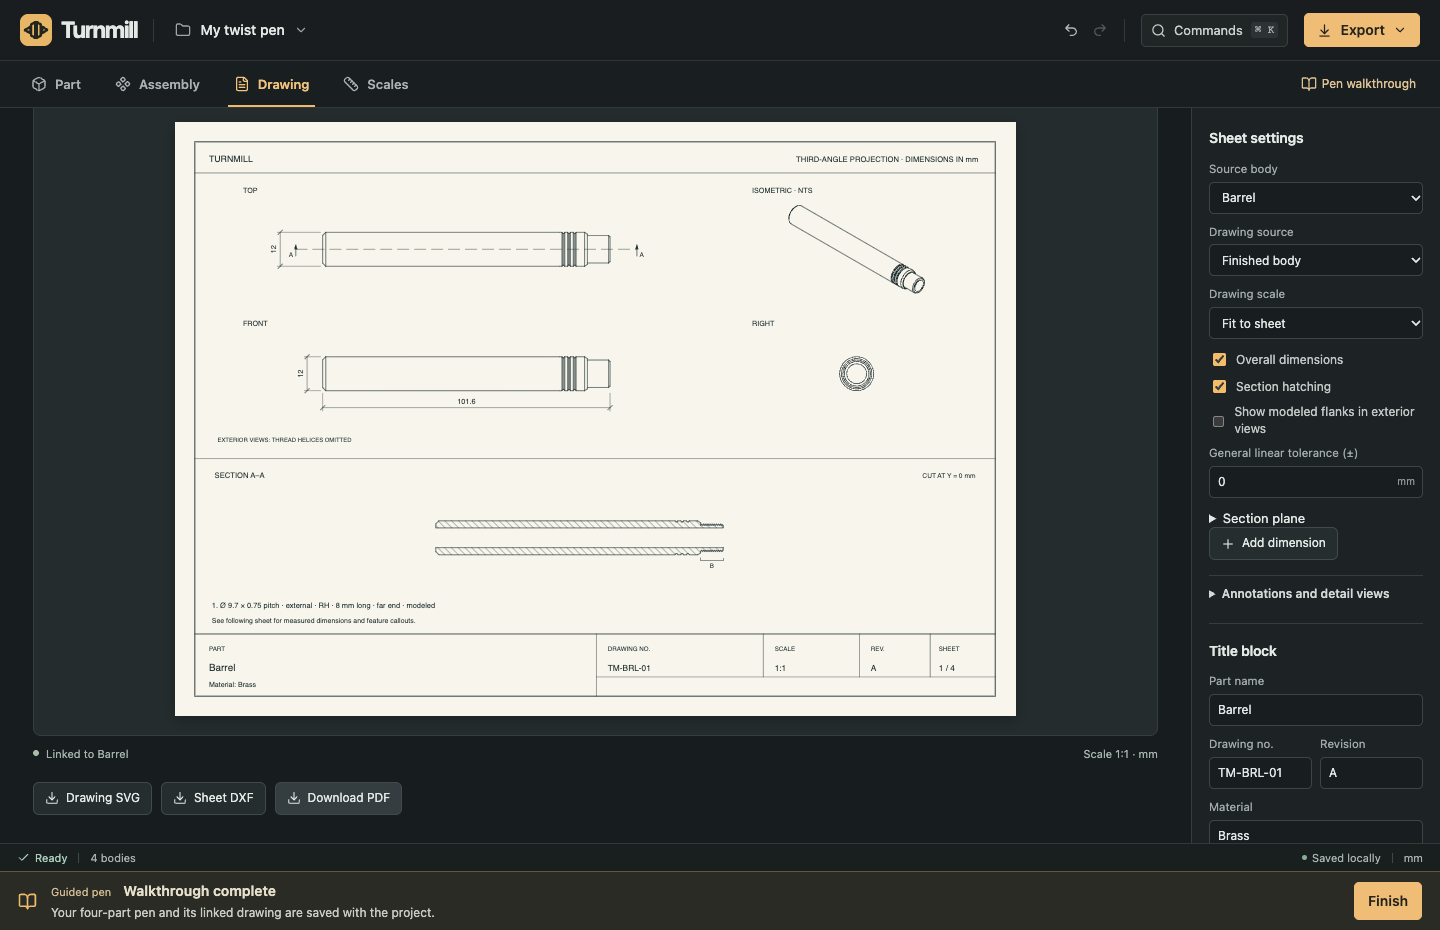 Turnmill
My twist pen
Commands ⌘ K
Export
Part
Assembly
Drawing
Scales
Pen walkthrough
TURNMILL
THIRD-ANGLE PROJECTION · DIMENSIONS IN mm
TOP
ISOMETRIC · NTS
12
A
A
FRONT
RIGHT
12
101.6
EXTERIOR VIEWS: THREAD HELICES OMITTED
SECTION A–A
CUT AT Y = 0 mm
B
1. Ø 9.7 × 0.75 pitch · external · RH · 8 mm long · far end · modeled
See following sheet for measured dimensions and feature callouts.
PART
Barrel
Material: Brass
DRAWING NO.
TM-BRL-01
SCALE
1:1
REV.
A
SHEET
1 / 4
Linked to Barrel
Scale 1:1 · mm
Drawing SVG
Sheet DXF
Download PDF
Sheet settings
Source body
Barrel
Drawing source
Finished body
Drawing scale
Fit to sheet
Overall dimensions
Section hatching
Show modeled flanks in exterior
views
General linear tolerance (±)
0 mm
Section plane
Add dimension
Annotations and detail views
Title block
Part name
Barrel
Drawing no.
Revision
TM-BRL-01
A
Material
Brass
Ready
4 bodies
Saved locally
mm
Guided pen Walkthrough complete
Your four-part pen and its linked drawing are saved with the project.
Finish